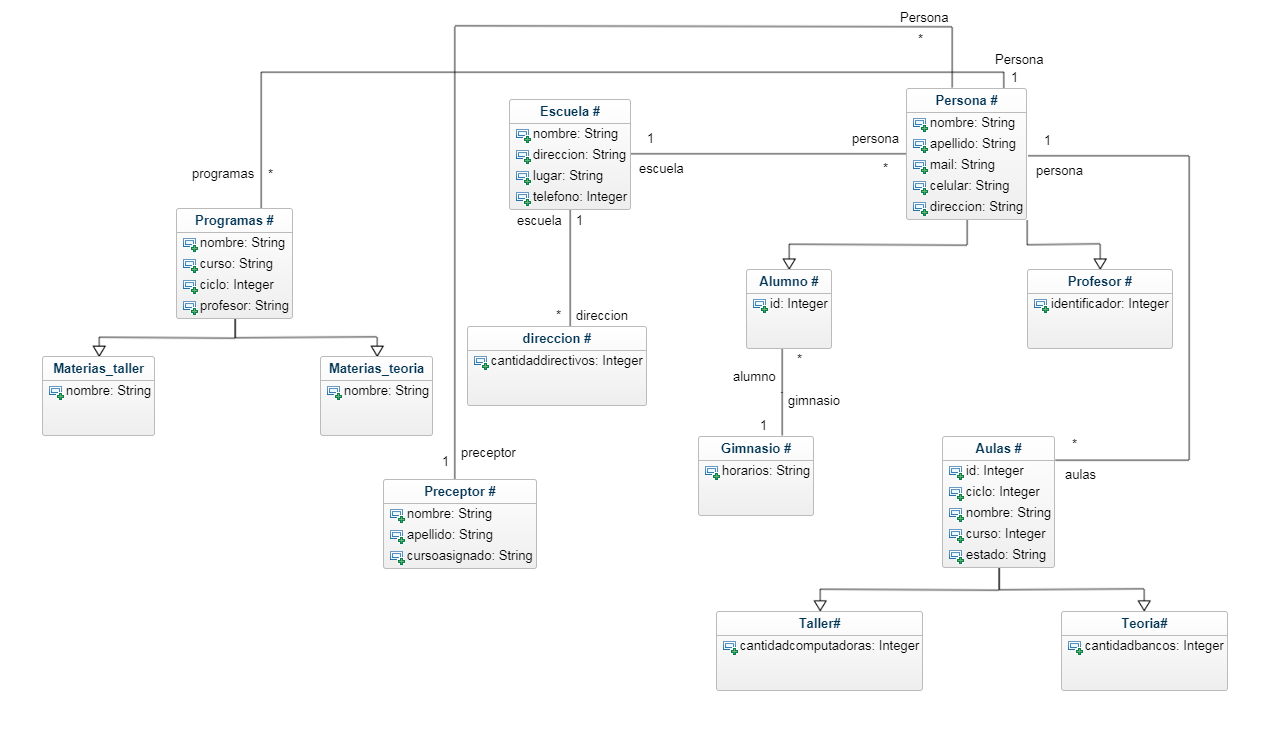 Persona
*
Persona
1
Escuela #
nombre: String
direccion: String
lugar: String
telefono: Integer
1
escuela
persona
*
Persona #
nombre: String
apellido: String
mail: String
celular: String
direccion: String
1
persona
programas
*
Programas #
nombre: String
curso: String
ciclo: Integer
profesor: String
escuela
1
*
direccion
direccion #
cantidaddirectivos: Integer
Alumno #
id: Integer
Profesor #
identificador: Integer
Materias_taller
nombre: String
Materias_teoria
nombre: String
*
alumno
gimnasio
1
Gimnasio #
horarios: String
preceptor
1
Preceptor #
nombre: String
apellido: String
cursoasignado: String
*
aulas
Aulas #
id: Integer
ciclo: Integer
nombre: String
curso: Integer
estado: String
Taller#
cantidadcomputadoras: Integer
Teoria#
cantidadbancos: Integer